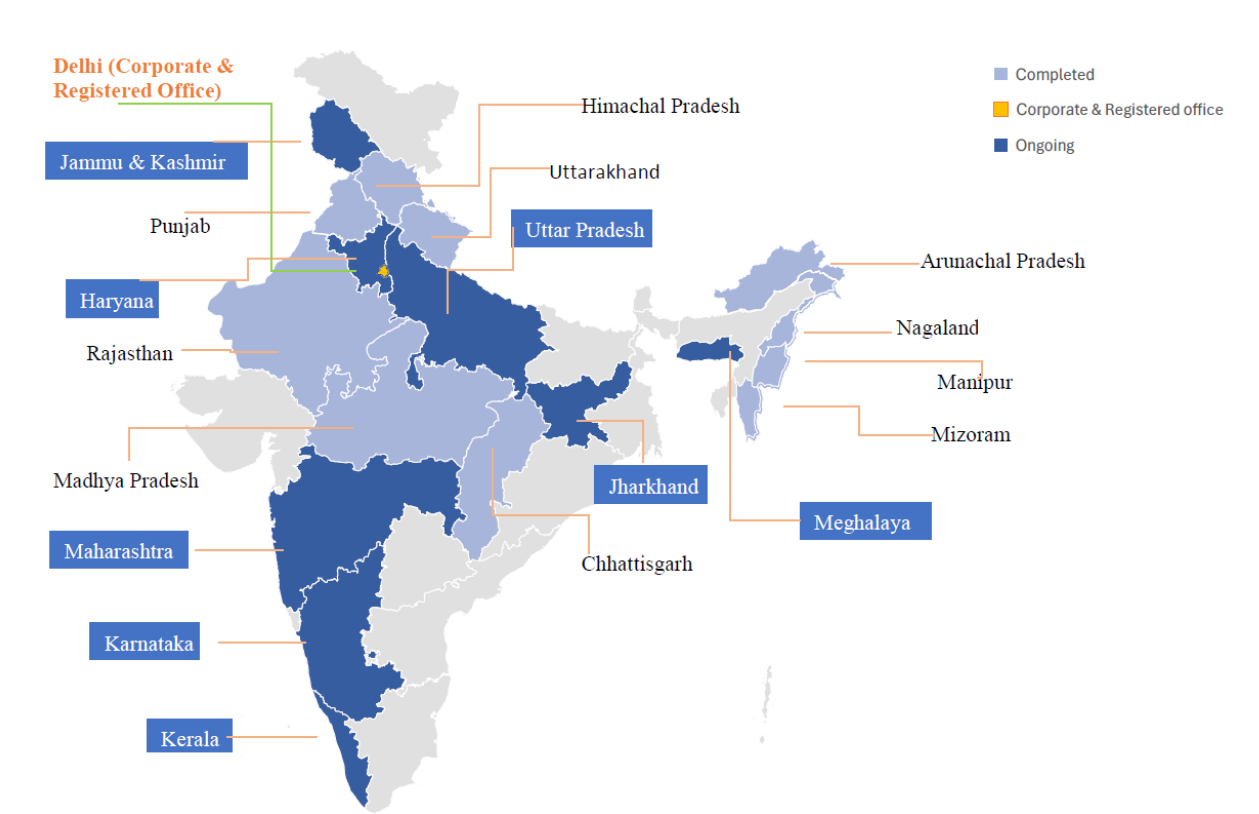 Delhi (Corporate &
Registered Office)
Completed
Himachal Pradesh
Corporate & Registered office
Ongoing
Jammu & Kashmir
Uttarakhand
Punjab
Uttar Pradesh
Arunachal Pradesh
Haryana
Nagaland
Rajasthan
Manipur
Mizoram
Madhya Pradesh
Jharkhand
Meghalaya
Maharashtra
Chhattisgarh
Karnataka
Kerala